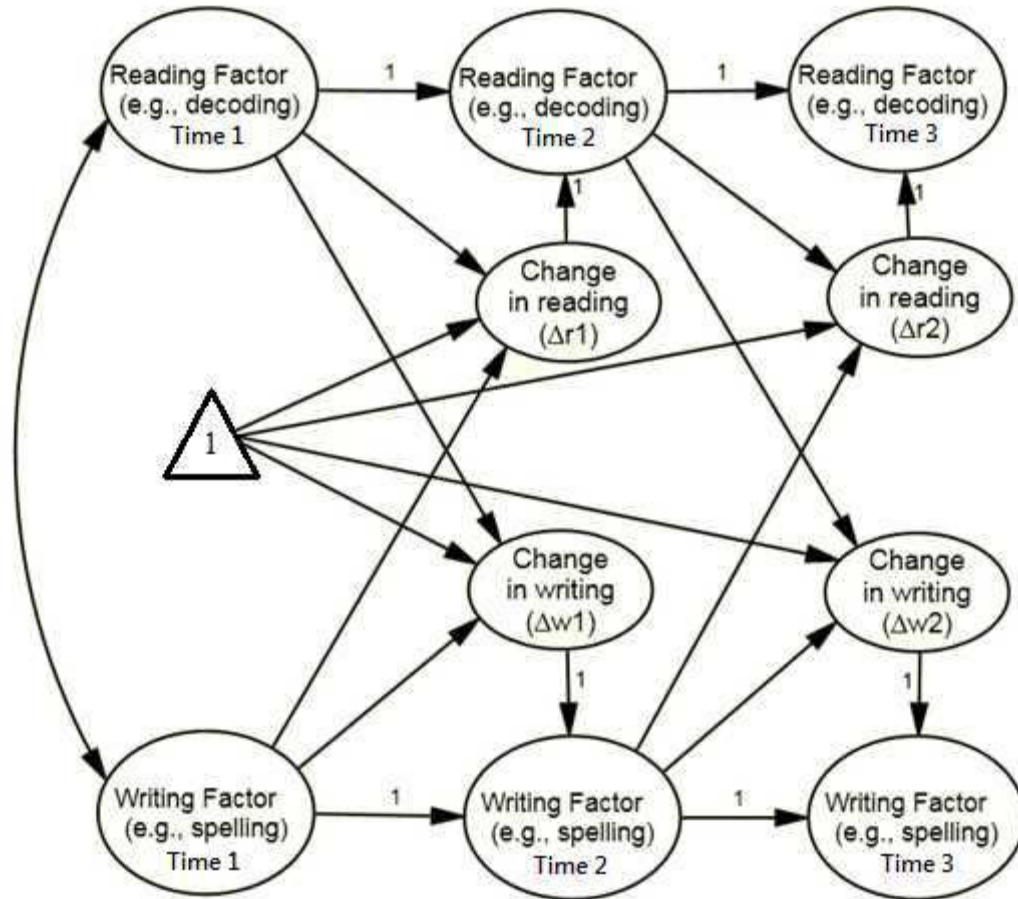 Reading Factor
(e.g., decoding)
Time 1
1
Reading Factor
(e.g., decoding)
Time 2
1
Reading Factor
(e.g., decoding)
Time 3
1
1
Change
in reading
(Δr1)
Change
in reading
(Δr2)
1
Change
in writing
(Δw1)
Change
in writing
(Δw2)
1
1
Writing Factor
(e.g., spelling)
Time 1
1
Writing Factor
(e.g., spelling)
Time 2
1
Writing Factor
(e.g., spelling)
Time 3